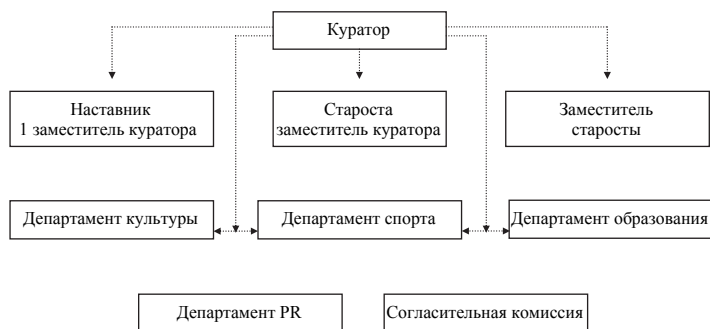 Куратор
Наставник
1 заместитель куратора
Староста
заместитель куратора
Заместитель
старосты
Департамент культуры
Департамент спорта
Департамент образования
Департамент PR
Согласительная комиссия